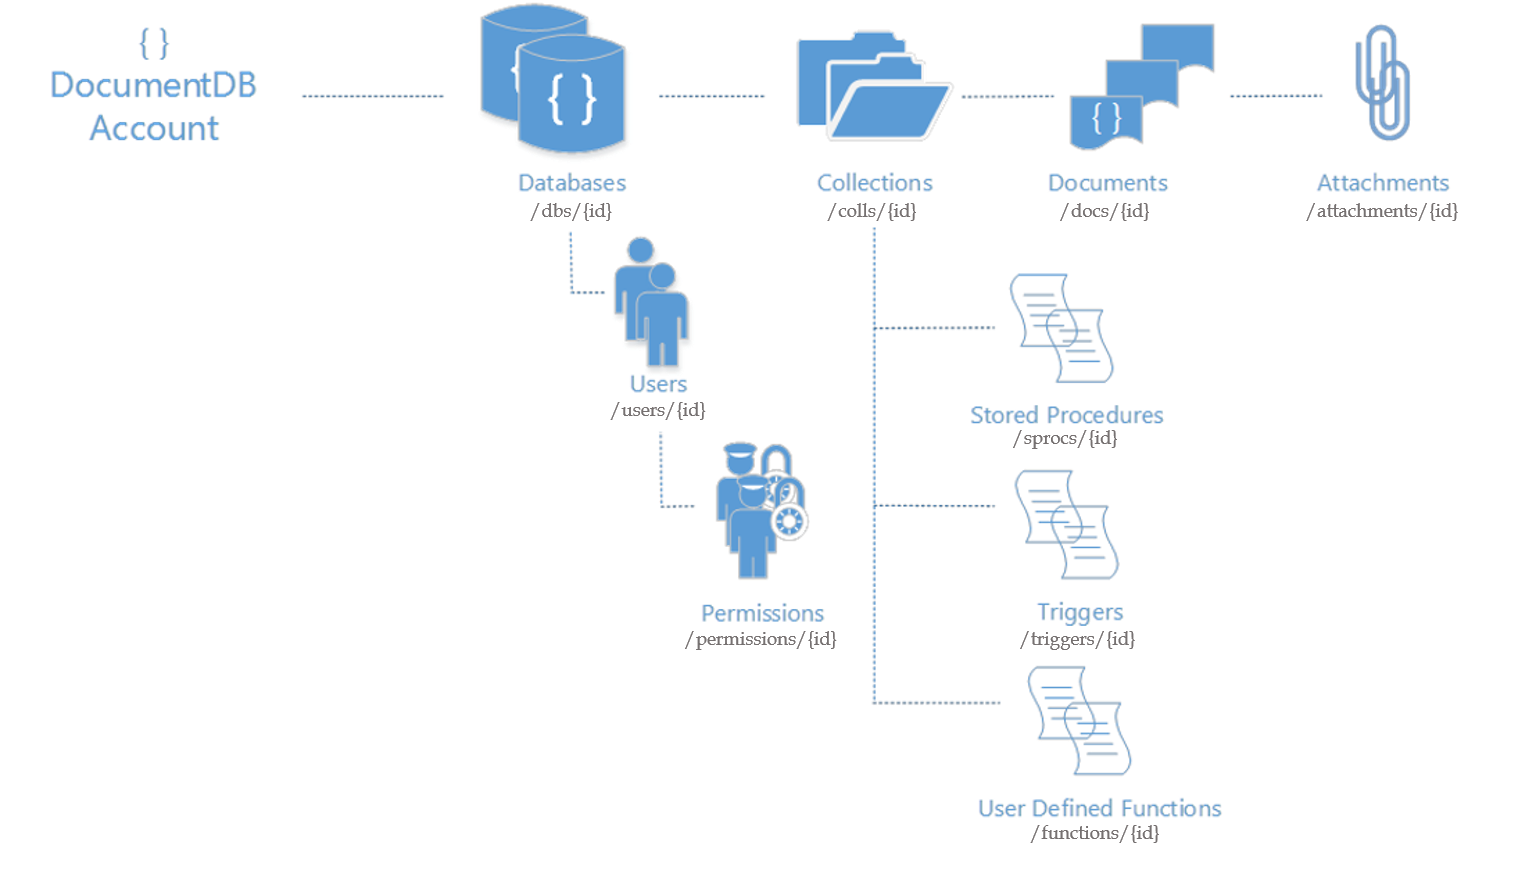 { }
DocumentDB
Account
{ }
{ }
{ }
Databases
/dbs/{id}
Collections
/colls/{id}
Documents
/docs/{id}
Attachments
/attachments/{id}
Users
/users/{id}
Stored Procedures
/sprocs/{id}
Permissions
/permissions/{id}
Triggers
/triggers/{id}
User Defined Functions
/functions/{id}